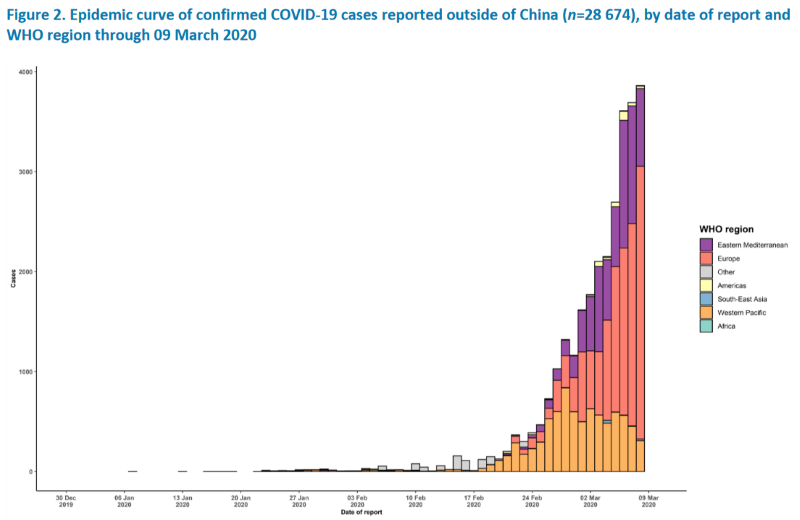 Figure 2. Epidemic curve of confirmed COVID-19 cases reported outside of China (n=28 674), by date of report and
WHO region through 09 March 2020
4000
3000
2000
1000
0
Cases
30 Dec 2019
06 Jan 2020
13 Jan 2020
20 Jan 2020
27 Jan 2020
03 Feb 2020
10 Feb 2020
17 Feb 2020
24 Feb 2020
02 Mar 2020
09 Mar 2020
Date of report
WHO region
Eastern Mediterranean
Europe
Other
Americas
South-East Asia
Western Pacific
Africa